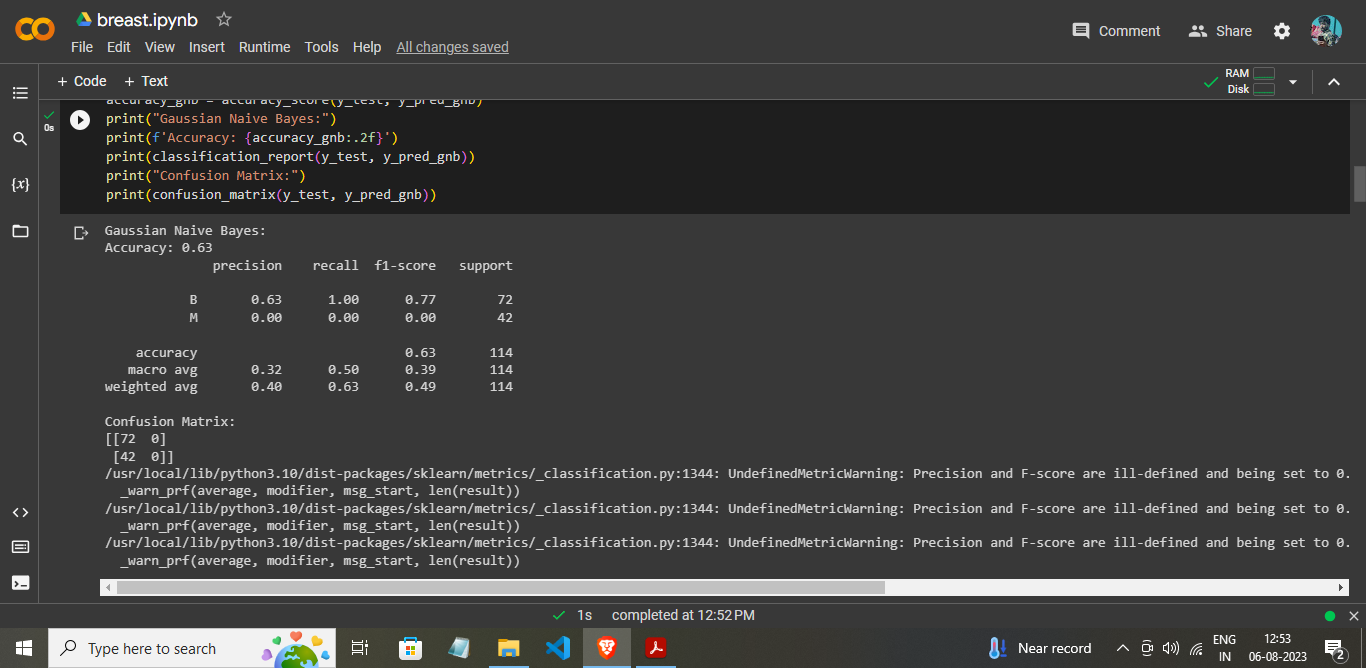 breast.ipynb
File Edit View Insert Runtime Tools Help All changes saved
Comment Share
+ Code + Text
RAM
Disk
0s
accuracy_gnb = accuracy_score(y_test, y_pred_gnb)
print("Gaussian Naive Bayes:")
print(f'Accuracy: {accuracy_gnb:.2f}')
print(classification_report(y_test, y_pred_gnb))
print("Confusion Matrix:")
print(confusion_matrix(y_test, y_pred_gnb))
{x}
Gaussian Naive Bayes:
Accuracy: 0.63
precision recall f1-score support
B 0.63 1.00 0.77 72
M 0.00 0.00 0.00 42
accuracy 0.63 114
macro avg 0.32 0.50 0.39 114
weighted avg 0.40 0.63 0.49 114
Confusion Matrix:
[[72 0]
[42 0]]
/usr/local/lib/python3.10/dist-packages/sklearn/metrics/_classification.py:1344: UndefinedMetricWarning: Precision and F-score are ill-defined and being set to 0.
_warn_prf(average, modifier, msg_start, len(result))
/usr/local/lib/python3.10/dist-packages/sklearn/metrics/_classification.py:1344: UndefinedMetricWarning: Precision and F-score are ill-defined and being set to 0.
_warn_prf(average, modifier, msg_start, len(result))
/usr/local/lib/python3.10/dist-packages/sklearn/metrics/_classification.py:1344: UndefinedMetricWarning: Precision and F-score are ill-defined and being set to 0.
_warn_prf(average, modifier, msg_start, len(result))
1s completed at 12:52 PM
Type here to search
Near record
ENG
IN
12:53
06-08-2023
2